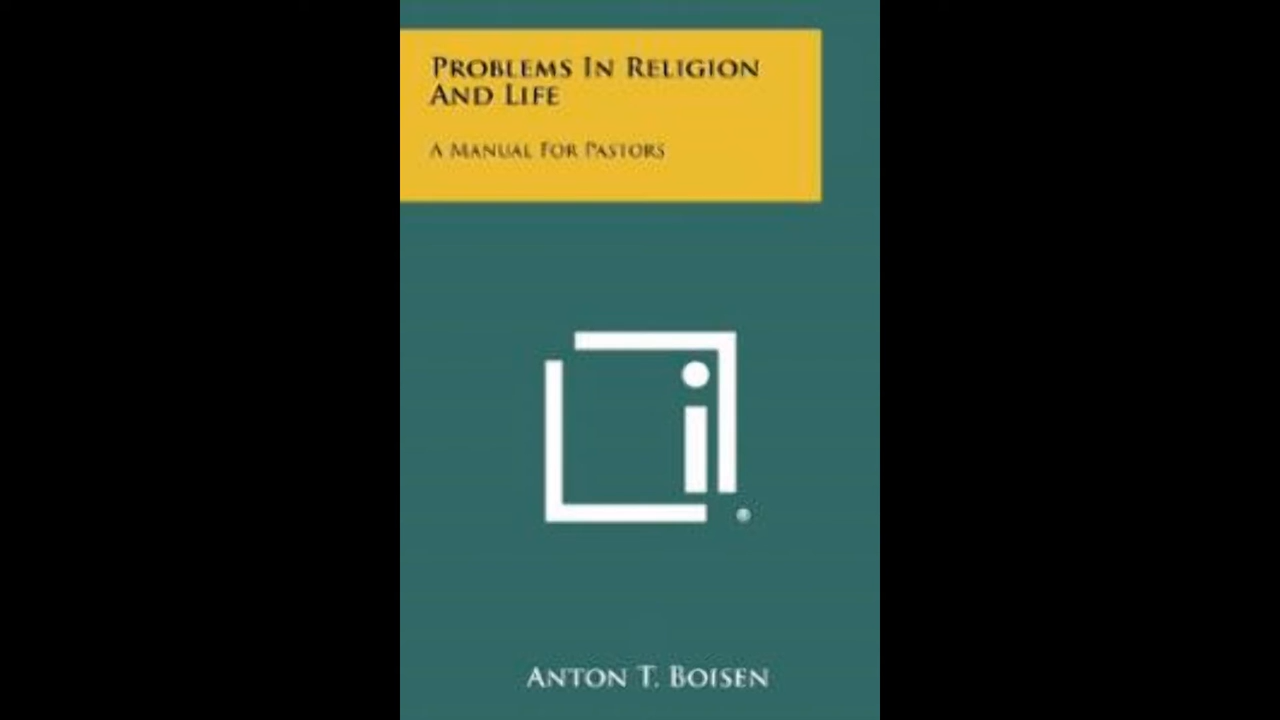 Problems In Religion
And Life
A Manual For Pastors
i
®
Anton T. Boisen